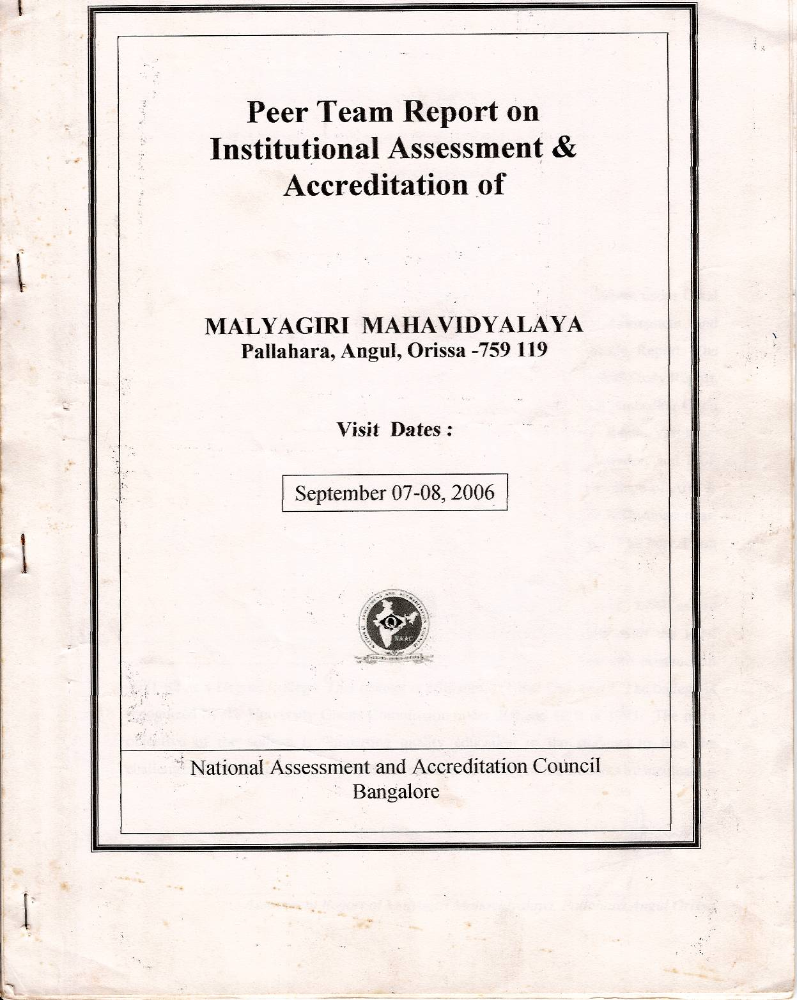 Peer Team Report on
Institutional Assessment &
Accreditation of
MALYAGIRI MAHAVIDYALAYA
Pallahara, Angul, Orissa -759 119
Visit Dates :
September 07-08, 2006
NAAC
National Assessment and Accreditation Council
Bangalore